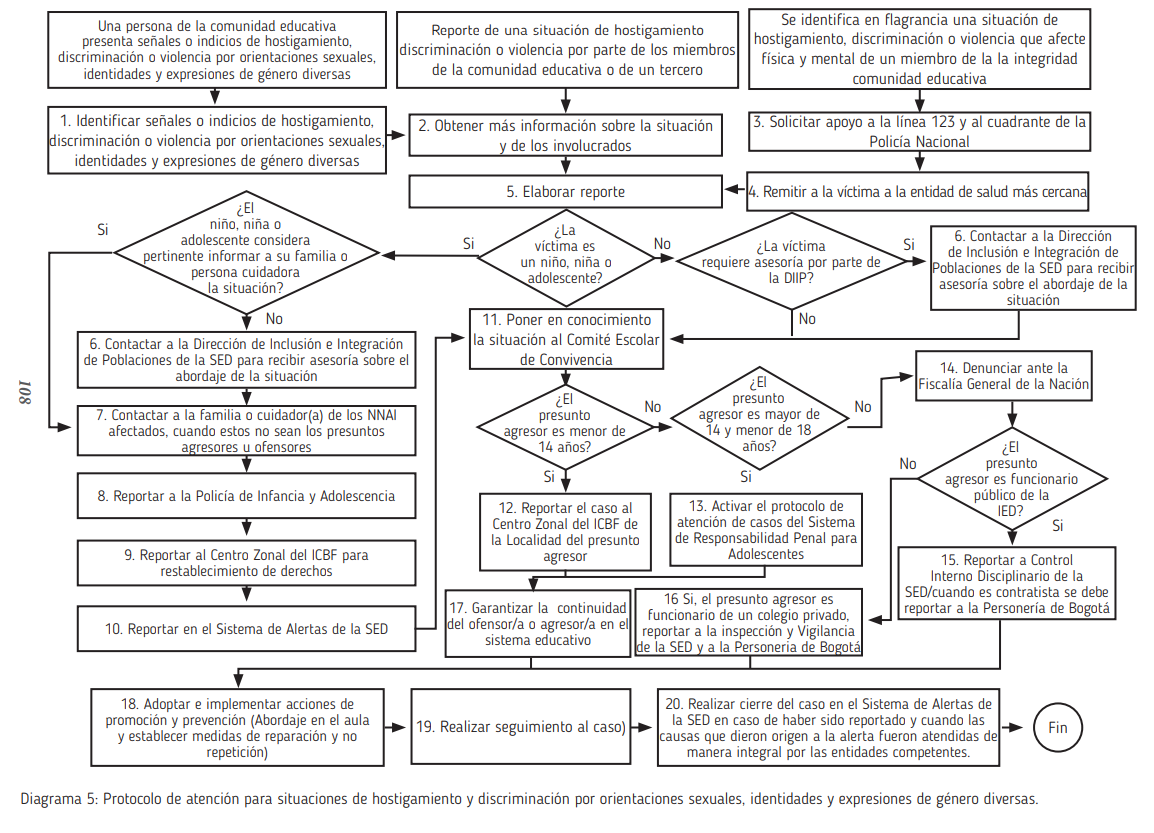 Una persona de la comunidad educativa
presenta señales o indicios de hostigamiento,
discriminación o violencia por orientaciones sexuales,
identidades y expresiones de género diversas
Reporte de una situación de hostigamiento
discriminación o violencia por parte de los miembros
de la comunidad educativa o de un tercero
Se identifica en flagrancia una situación de
hostigamiento, discriminación o violencia que afecte
física y mental de un miembro de la la integridad
comunidad educativa
1. Identificar señales o indicios de hostigamiento,
discriminación o violencia por orientaciones sexuales,
identidades y expresiones de género diversas
2. Obtener más información sobre la situación
y de los involucrados
3. Solicitar apoyo a la línea 123 y al cuadrante de la
Policía Nacional
5. Elaborar reporte
4. Remitir a la víctima a la entidad de salud más cercana
Si
¿El
niño, niña o
adolescente considera
pertinente informar a su familia o
persona cuidadora
la situación?
Si
¿La
víctima es
un niño, niña o
adolescente?
No
¿La víctima
requiere asesoría por parte de
la DIIP?
Si
6. Contactar a la Dirección
de Inclusión e Integración de
Poblaciones de la SED para recibir
asesoría sobre el abordaje de la
situación
No
No
6. Contactar a la Dirección de Inclusión e Integración
de Poblaciones de la SED para recibir asesoría sobre el
abordaje de la situación
11. Poner en conocimiento
la situación al Comité Escolar
de Convivencia
14. Denunciar ante la
Fiscalía General de la Nación
108
7. Contactar a la familia o cuidador(a) de los NNAI
afectados, cuando estos no sean los presuntos
agresores u ofensores
¿El
presunto
agresor es menor de
14 años?
No
¿El
presunto
agresor es mayor de
14 y menor de 18
años?
No
¿El
presunto
agresor es funcionario
público de la
IED?
No
Si
Si
Si
8. Reportar a la Policía de Infancia y Adolescencia
12. Reportar el caso al
Centro Zonal del ICBF de
la Localidad del presunto
agresor
13. Activar el protocolo de
atención de casos del Sistema
de Responsabilidad Penal para
Adolescentes
9. Reportar al Centro Zonal del ICBF para
restablecimiento de derechos
15. Reportar a Control
Interno Disciplinario de la
SED/cuando es contratista se debe
reportar a la Personería de Bogotá
10. Reportar en el Sistema de Alertas de la SED
17. Garantizar la continuidad
del ofensor/a o agresor/a en el
sistema educativo
16 Si, el presunto agresor es
funcionario de un colegio privado,
reportar a la inspección y Vigilancia
de la SED y a la Personeria de Bogotá
18. Adoptar e implementar acciones de
promoción y prevención (Abordaje en el aula
y establecer medidas de reparación y no
repetición)
19. Realizar seguimiento al caso)
20. Realizar cierre del caso en el Sistema de Alertas de
la SED en caso de haber sido reportado y cuando las
causas que dieron origen a la alerta fueron atendidas de
manera integral por las entidades competentes.
Fin
Diagrama 5: Protocolo de atención para situaciones de hostigamiento y discriminación por orientaciones sexuales, identidades y expresiones de género diversas.